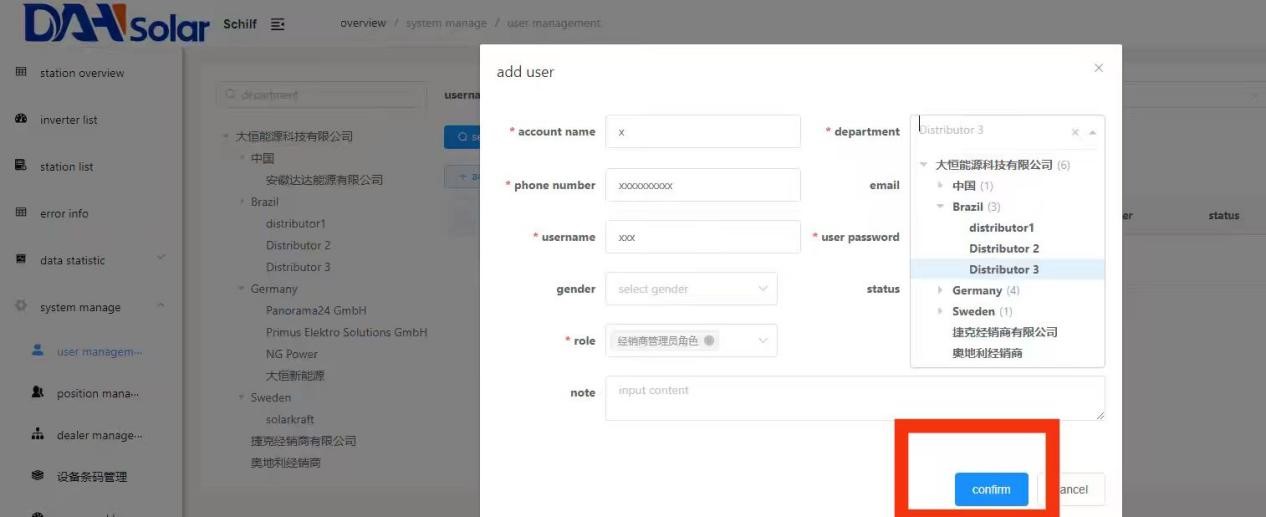 DAH Solar
Schilf
overview / system manage / user management
station overview
inverter list
station list
error info
data statistic
system manage
user managem···
position mana···
dealer manage···
设备条码管理
department
大恒能源科技有限公司
中国
安徽达达能源有限公司
Brazil
distributor1
Distributor 2
Distributor 3
Germany
Panorama24 GmbH
Primus Elektro Solutions GmbH
NG Power
大恒新能源
Sweden
solarkraft
捷克经销商有限公司
奥地利经销商
userna
se
status
add user
* account name x
* phone number xxxxxxxxxx
* username xxx
gender select gender
* role 经销商管理员角色
note input content
* department Distributor 3
email
* user password
status
大恒能源科技有限公司 (6)
中国 (1)
Brazil (3)
distributor1
Distributor 2
Distributor 3
Germany (4)
Sweden (1)
捷克经销商有限公司
奥地利经销商
confirm
ancel